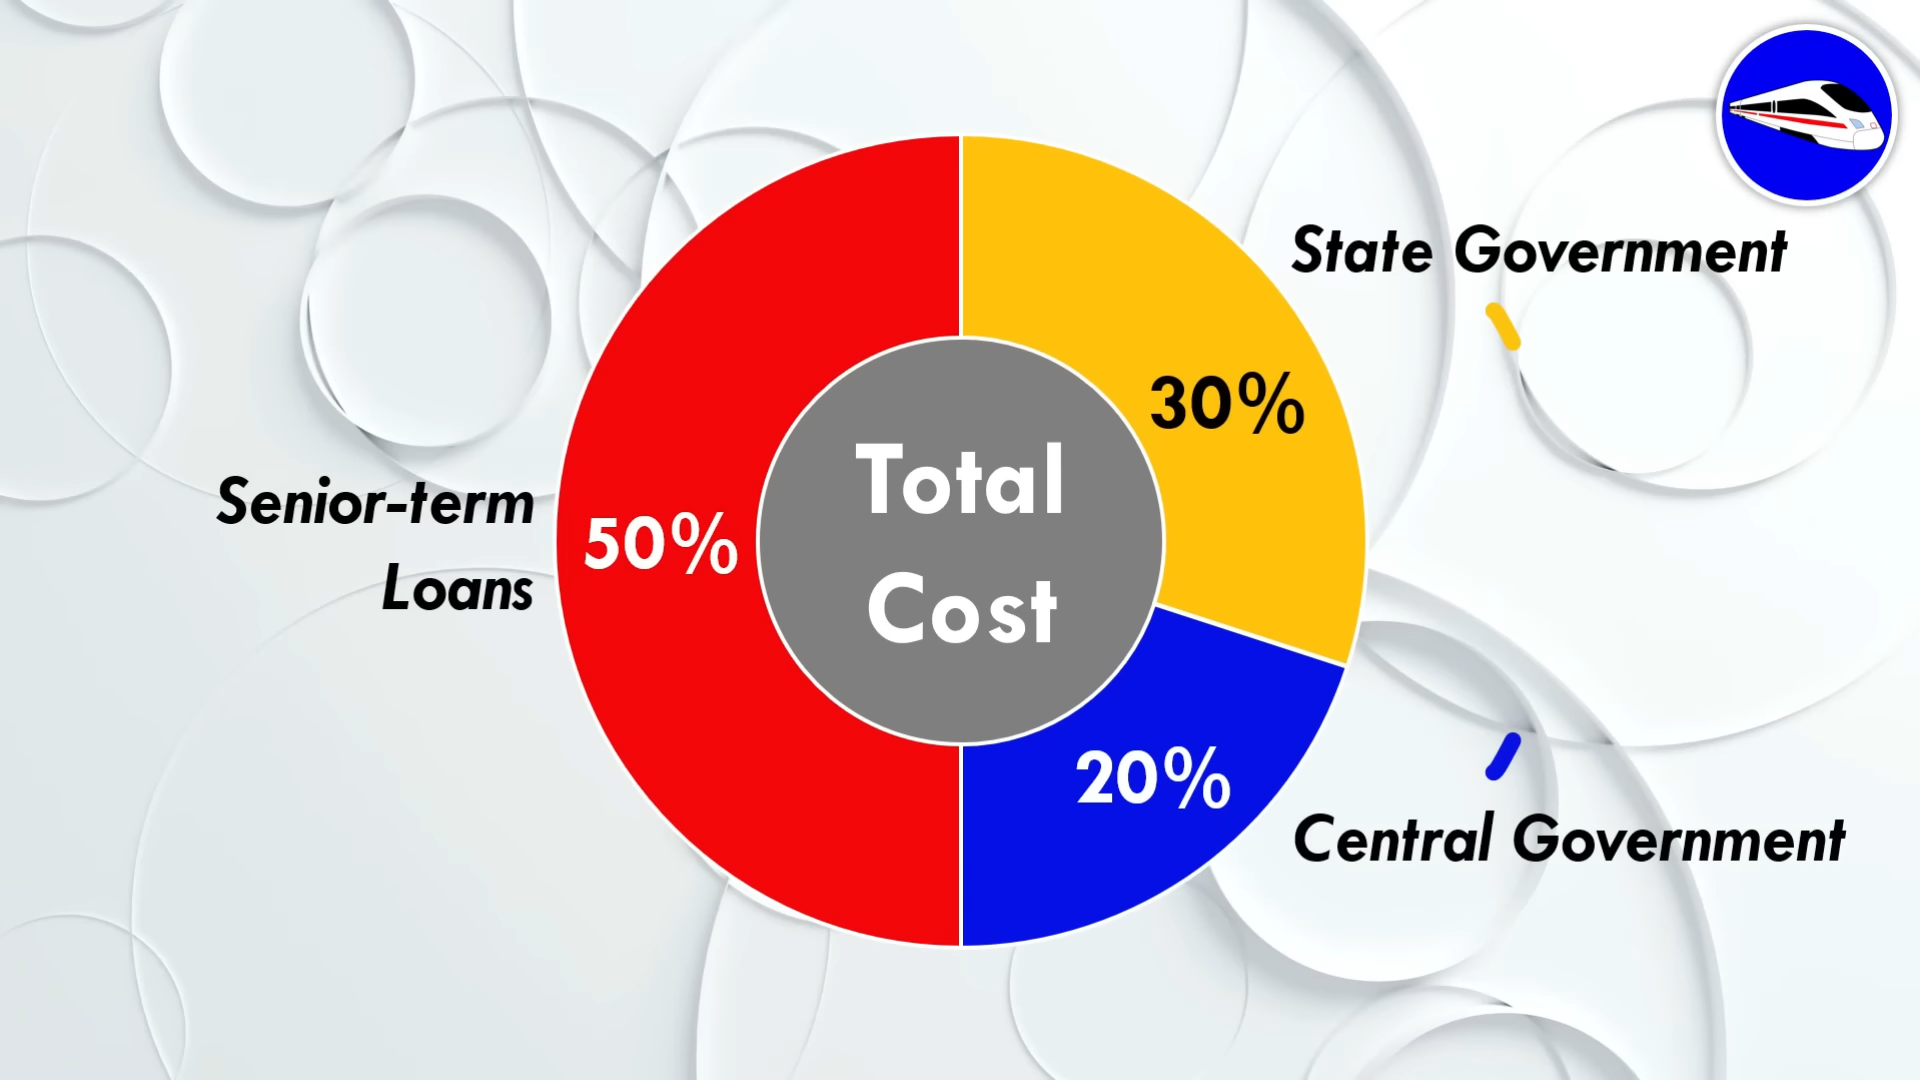 State Government
30%
Total
Cost
Senior-term
Loans
50%
20%
Central Government